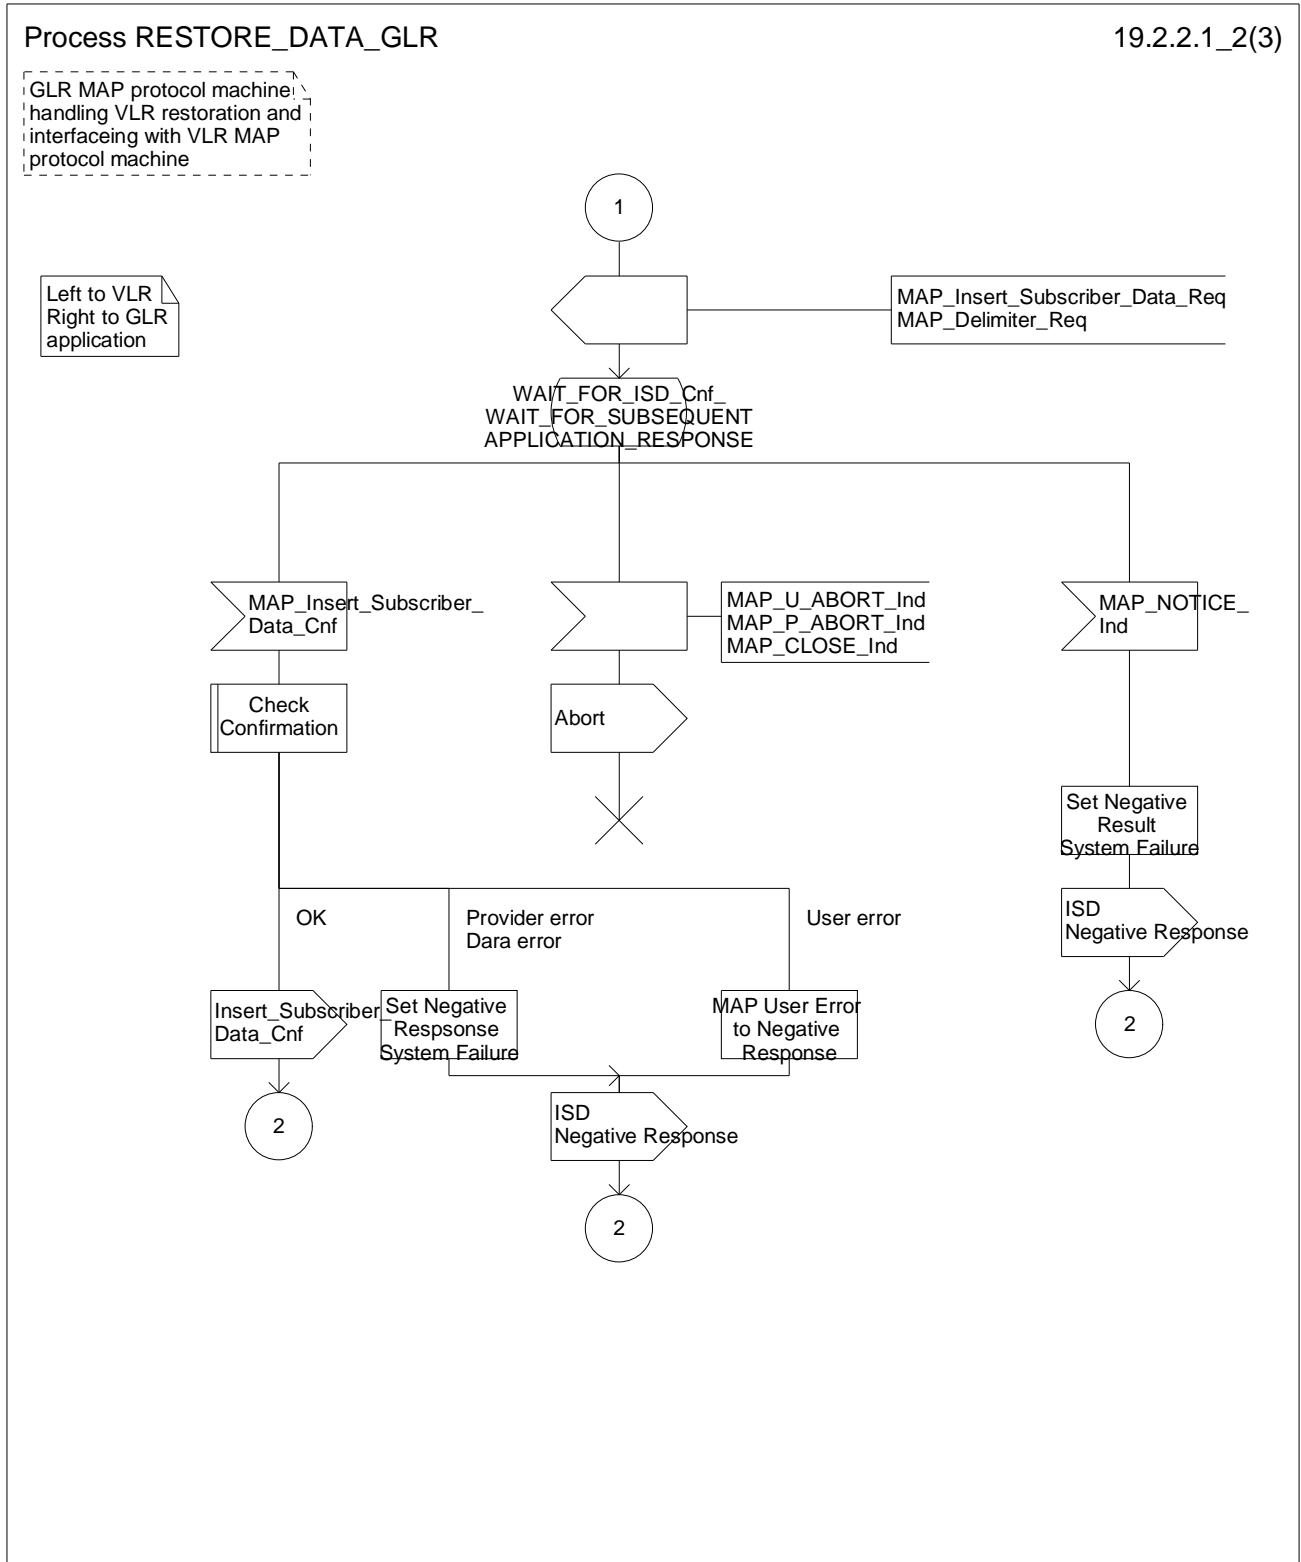 Process RESTORE_DATA_GLR
19.2.2.1_2(3)
GLR MAP protocol machine
handling VLR restoration and
interfaceing with VLR MAP
protocol machine
1
Left to VLR
Right to GLR
application
MAP_Insert_Subscriber_Data_Req
MAP_Delimiter_Req
WAIT_FOR_ISD_Cnf_
WAIT_FOR_SUBSEQUENT
APPLICATION_RESPONSE
MAP_Insert_Subscriber_
Data_Cnf
MAP_U_ABORT_Ind
MAP_P_ABORT_Ind
MAP_CLOSE_Ind
MAP_NOTICE_
Ind
Check
Confirmation
Abort
Set Negative
Result
System Failure
OK
Provider error
Dara error
User error
ISD
Negative Response
Insert_Subscriber_
Data_Cnf
Set Negative
Respsonse
System Failure
MAP User Error
to Negative
Response
2
2
ISD
Negative Response
2